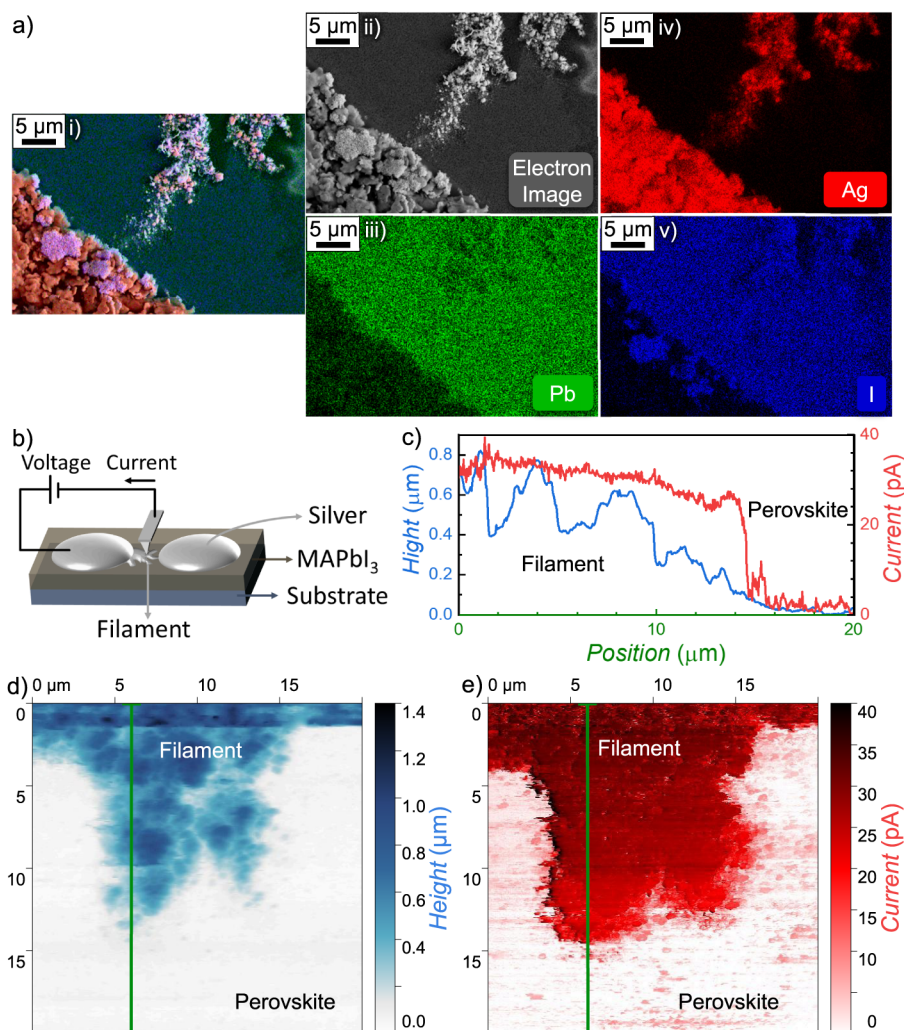 a)
5 μm
i)
5 μm
ii)
Electron
Image
5 μm
iv)
Ag
5 μm
iii)
Pb
5 μm
v)
I
b)
Voltage
Current
Silver
MAPbI₃
Substrate
Filament
c)
Hight (μm)
0.8
0.6
0.4
0.2
0.0
Filament
Perovskite
0
10
20
Position (μm)
40
20
0
Current (pA)
d)
0 μm
5
10
15
0
5
10
15
Filament
Perovskite
1.4
1.2
1.0
0.8
0.6
0.4
0.2
0.0
Height (μm)
e)
0 μm
5
10
15
0
5
10
15
Filament
Perovskite
40
35
30
25
20
15
10
5
0
Current (pA)